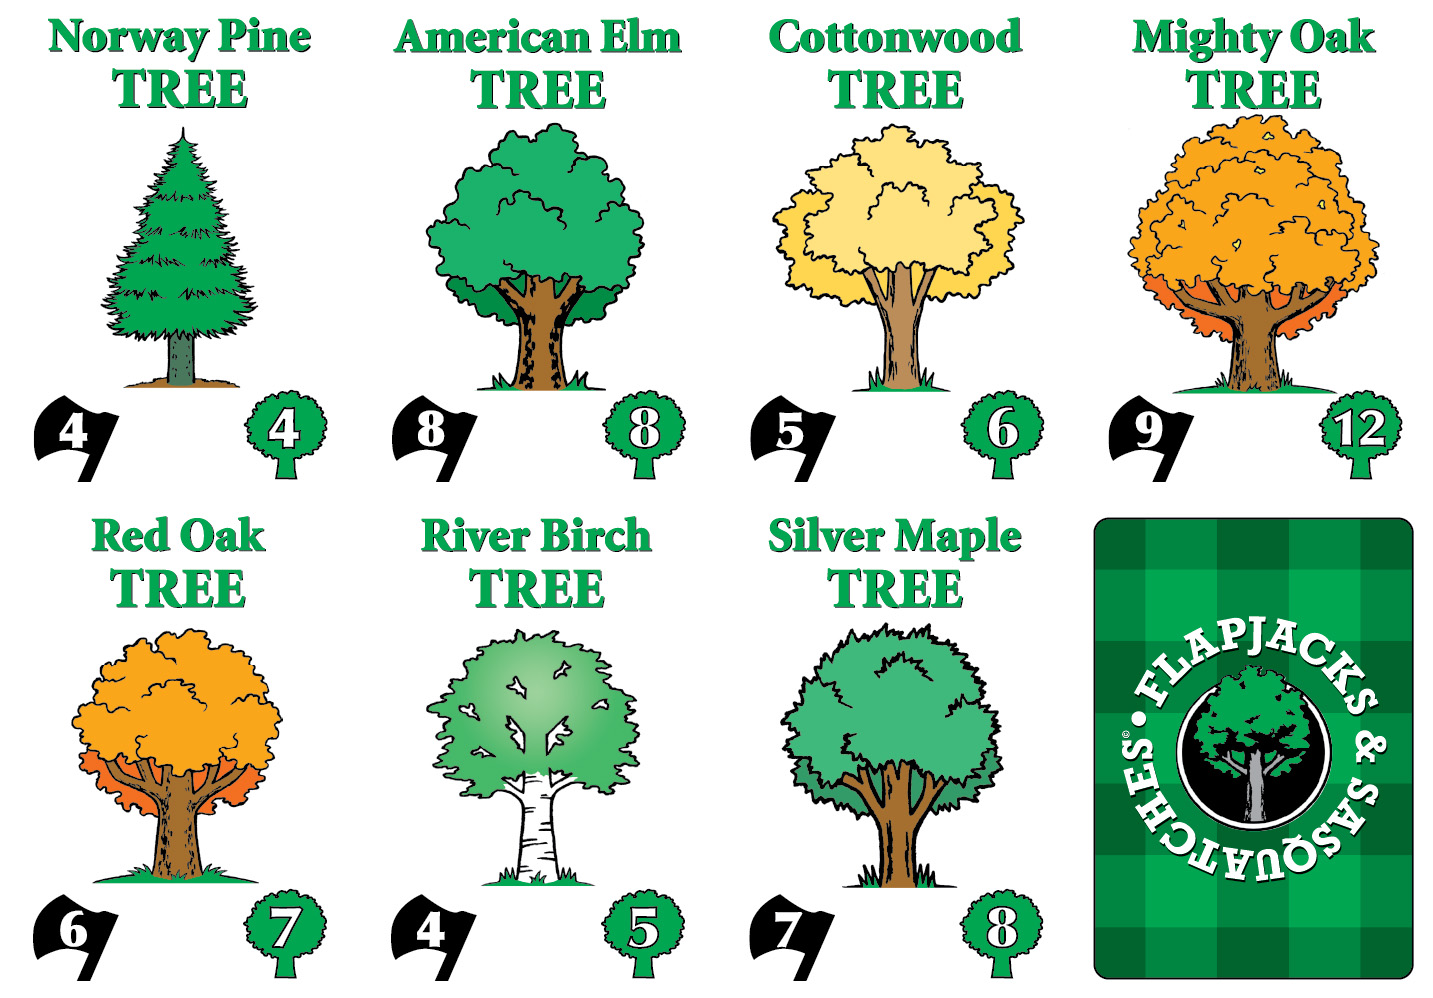 Norway Pine
TREE
4
4
American Elm
TREE
8
8
Cottonwood
TREE
5
6
Mighty Oak
TREE
9
12
Red Oak
TREE
6
7
River Birch
TREE
4
5
Silver Maple
TREE
7
8
FLAPJACKS & SASQUATCHES© •